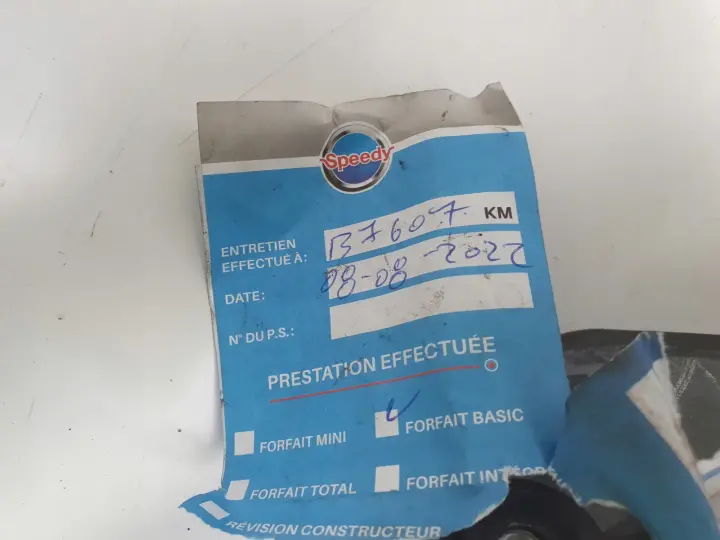 Speedy
ENTRETIEN
EFFECTUÉ À: 137607 KM
DATE: 08-08-2022
N° DU P.S.:
PRESTATION EFFECTUÉE
FORFAIT MINI
FORFAIT BASIC
FORFAIT TOTAL
RÉVISION CONSTRUCTEUR